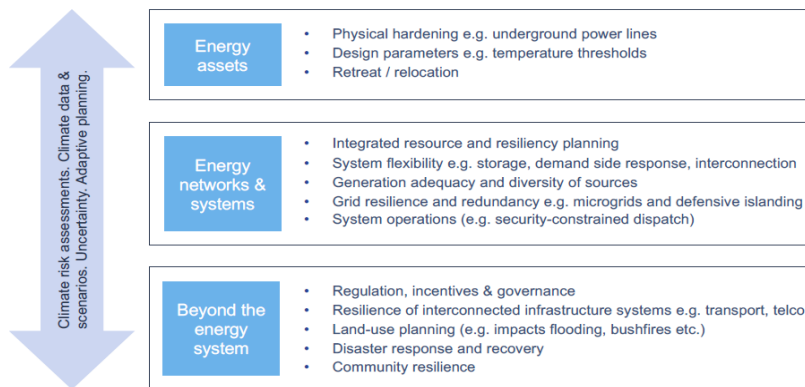 Climate risk assessments. Climate data &
scenarios. Uncertainty. Adaptive planning.
Energy
assets
• Physical hardening e.g. underground power lines
• Design parameters e.g. temperature thresholds
• Retreat / relocation
Energy
networks &
systems
• Integrated resource and resiliency planning
• System flexibility e.g. storage, demand side response, interconnection
• Generation adequacy and diversity of sources
• Grid resilience and redundancy e.g. microgrids and defensive islanding
• System operations (e.g. security-constrained dispatch)
Beyond the
energy
system
• Regulation, incentives & governance
• Resilience of interconnected infrastructure systems e.g. transport, telco
• Land-use planning (e.g. impacts flooding, bushfires etc.)
• Disaster response and recovery
• Community resilience